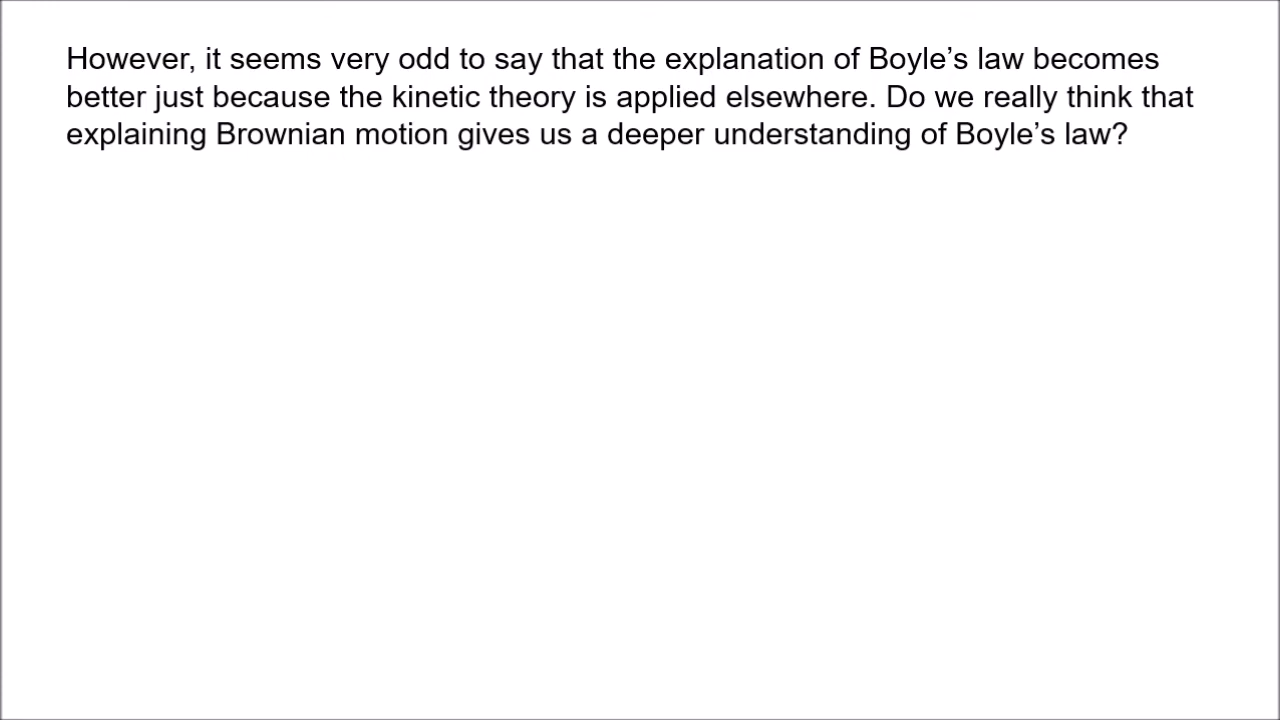 However, it seems very odd to say that the explanation of Boyle’s law becomes
better just because the kinetic theory is applied elsewhere. Do we really think that
explaining Brownian motion gives us a deeper understanding of Boyle’s law?